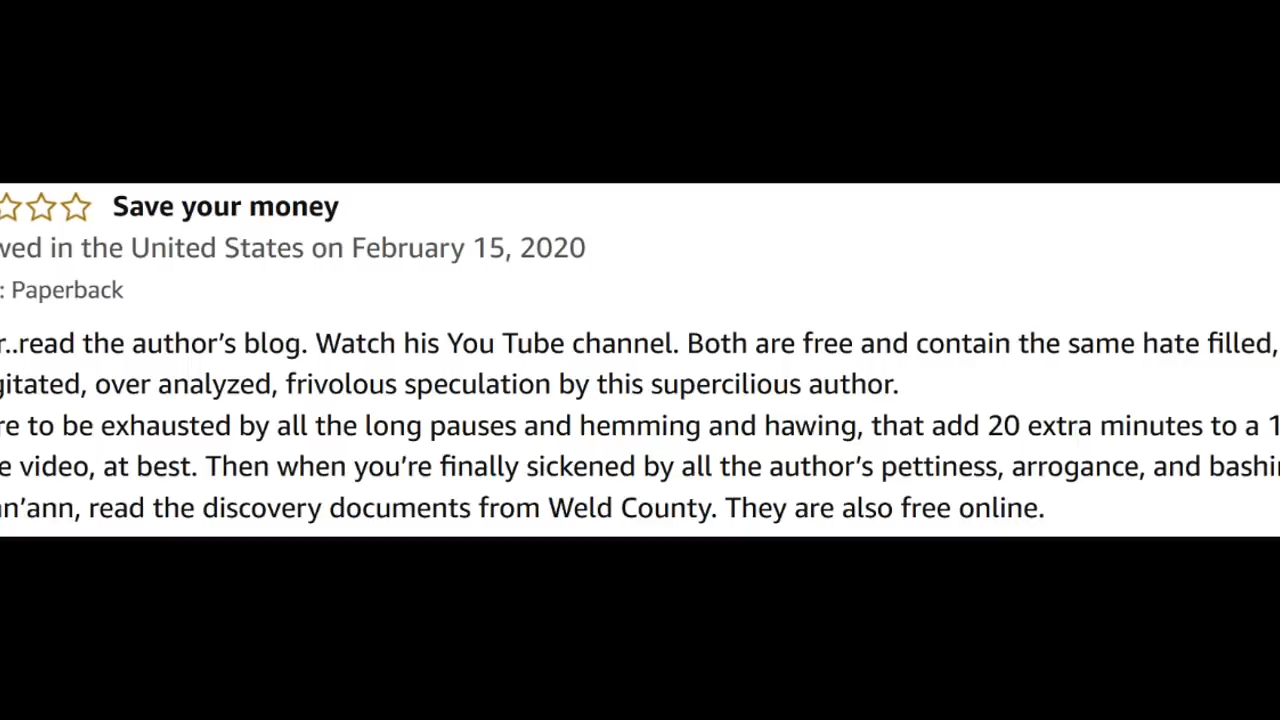 Save your money
wed in the United States on February 15, 2020
: Paperback
r..read the author’s blog. Watch his You Tube channel. Both are free and contain the same hate filled,
gitated, over analyzed, frivolous speculation by this supercilious author.
re to be exhausted by all the long pauses and hemming and hawing, that add 20 extra minutes to a 1
e video, at best. Then when you’re finally sickened by all the author’s pettiness, arrogance, and bashi
an’ann, read the discovery documents from Weld County. They are also free online.